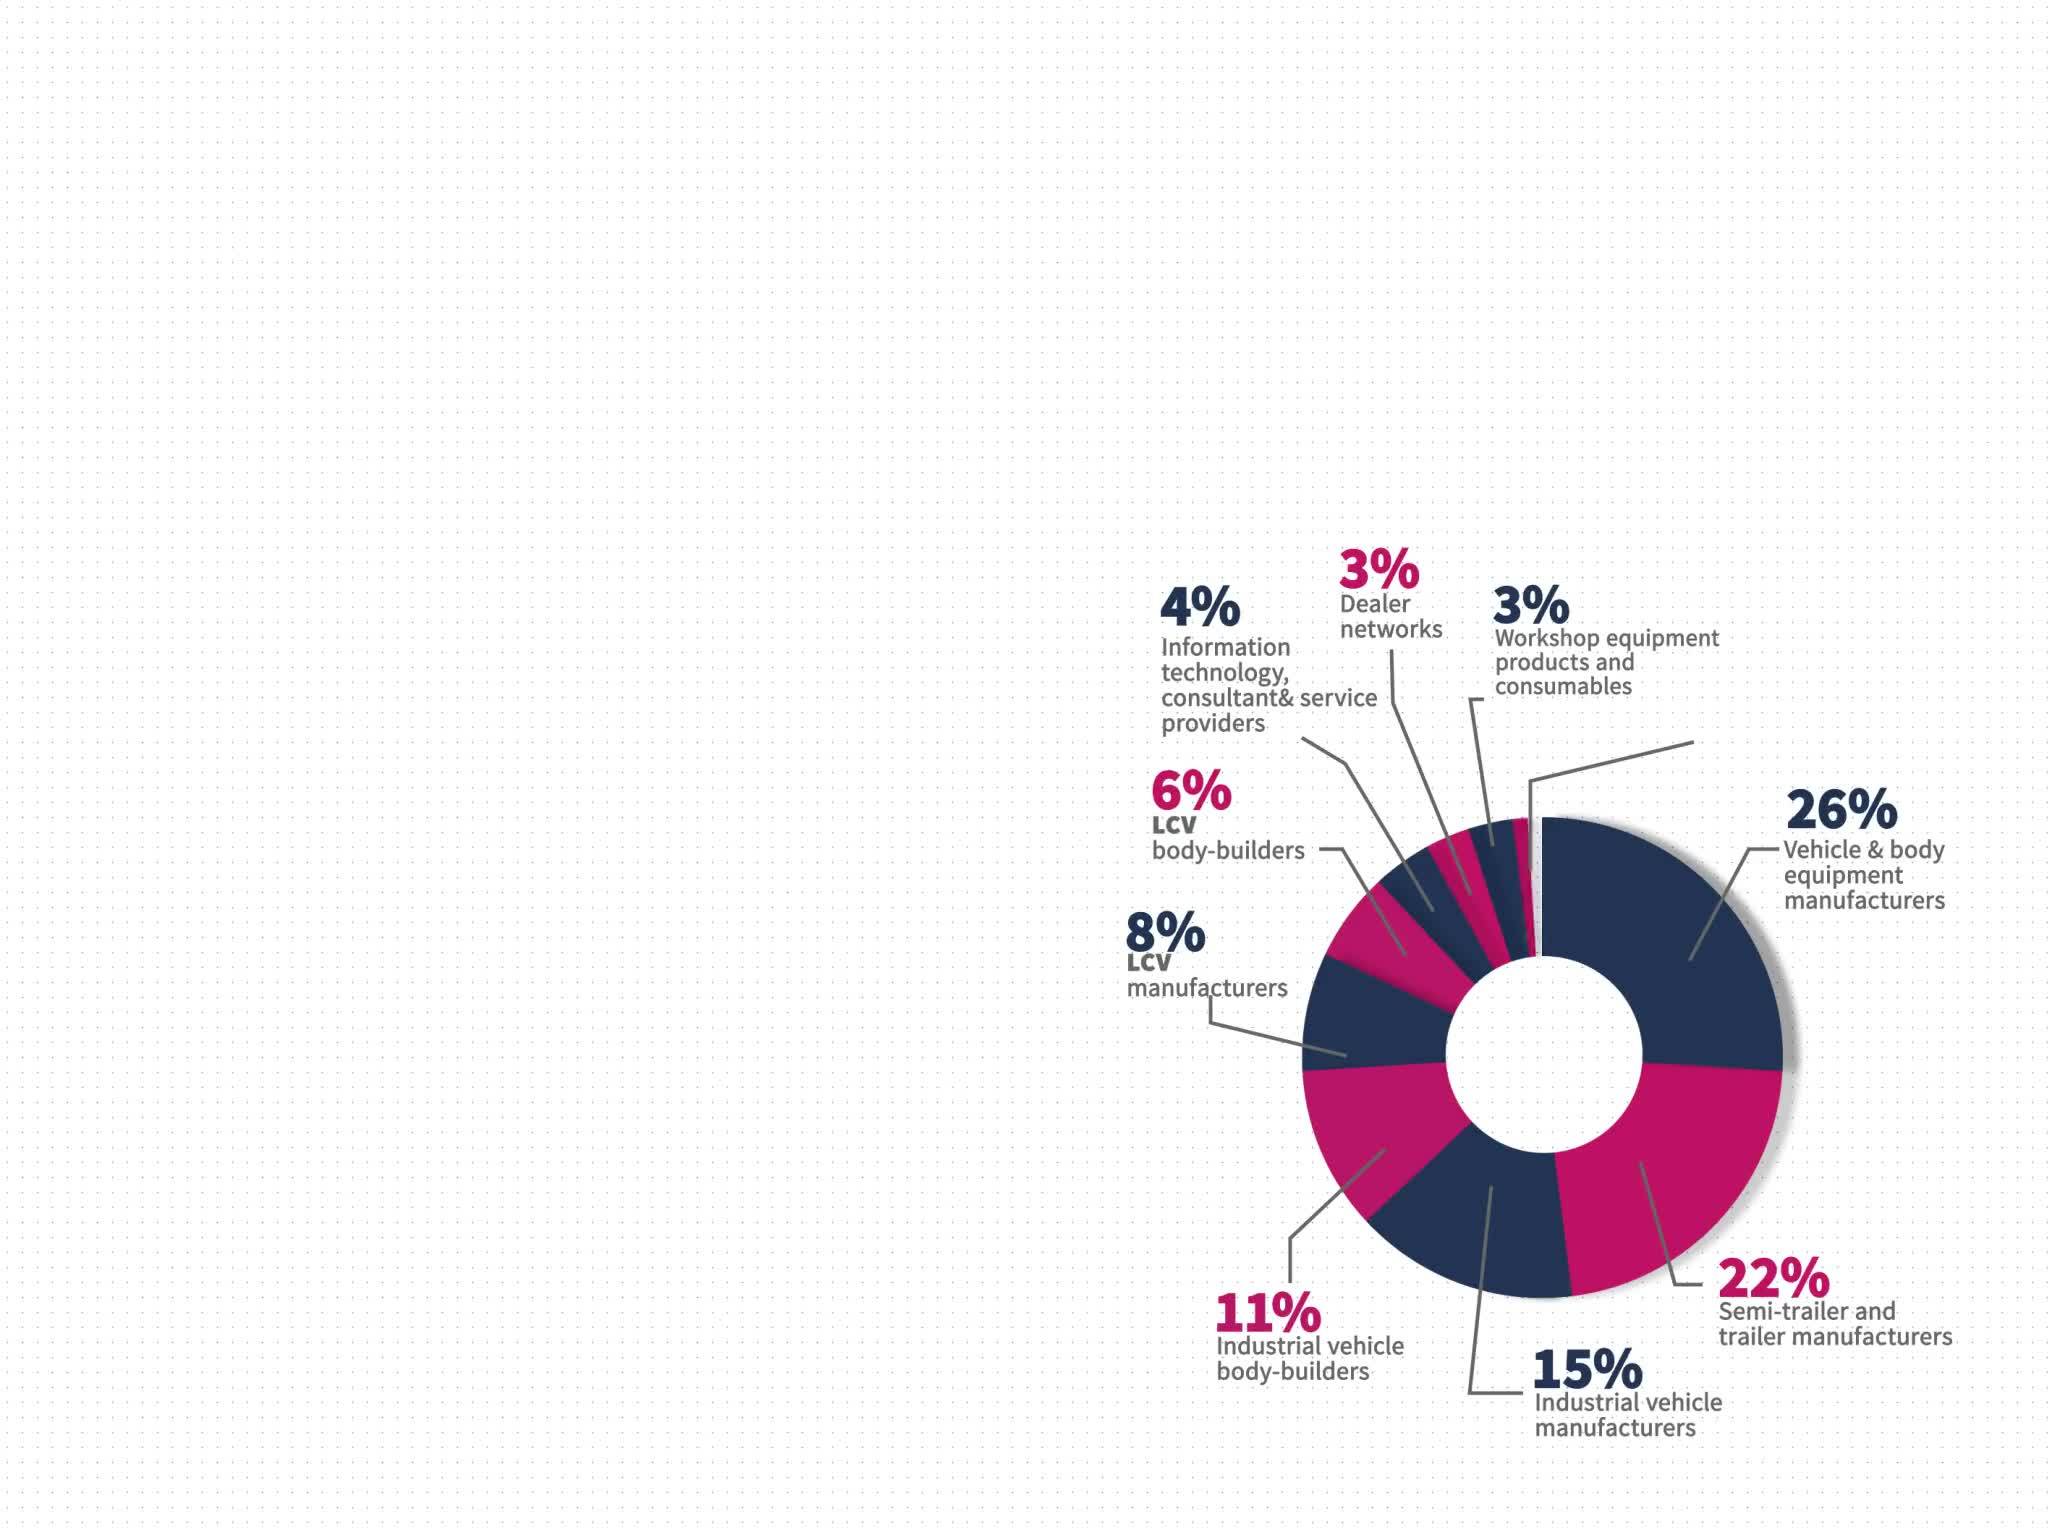 3%
Dealer
networks
4%
Information
technology,
consultant& service
providers
3%
Workshop equipment
products and
consumables
6%
LCV
body-builders
26%
Vehicle & body
equipment
manufacturers
8%
LCV
manufacturers
22%
Semi-trailer and
trailer manufacturers
11%
Industrial vehicle
body-builders
15%
Industrial vehicle
manufacturers